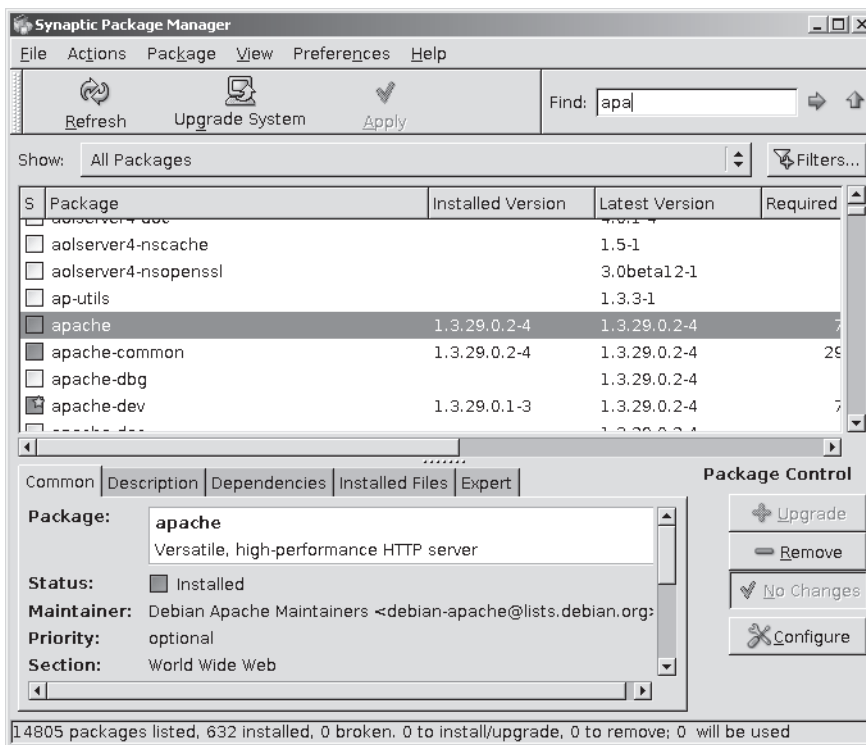 Synaptic Package Manager
File Actions Package View Preferences Help
Refresh Upgrade System Apply Find: apa
Show: All Packages Filters...
S Package Installed Version Latest Version Required
aolserver4-nscache 1.5-1
aolserver4-nsopenssl 3.0beta12-1
ap-utils 1.3.3-1
apache 1.3.29.0.2-4 1.3.29.0.2-4 7
apache-common 1.3.29.0.2-4 1.3.29.0.2-4 29
apache-dbg 1.3.29.0.2-4
apache-dev 1.3.29.0.1-3 1.3.29.0.2-4 7
Common Description Dependencies Installed Files Expert
Package Control
Package: apache
Versatile, high-performance HTTP server
Status: Installed
Maintainer: Debian Apache Maintainers <debian-apache@lists.debian.org>
Priority: optional
Section: World Wide Web
Upgrade
Remove
No Changes
Configure
14805 packages listed, 632 installed, 0 broken. 0 to install/upgrade, 0 to remove; 0 will be used